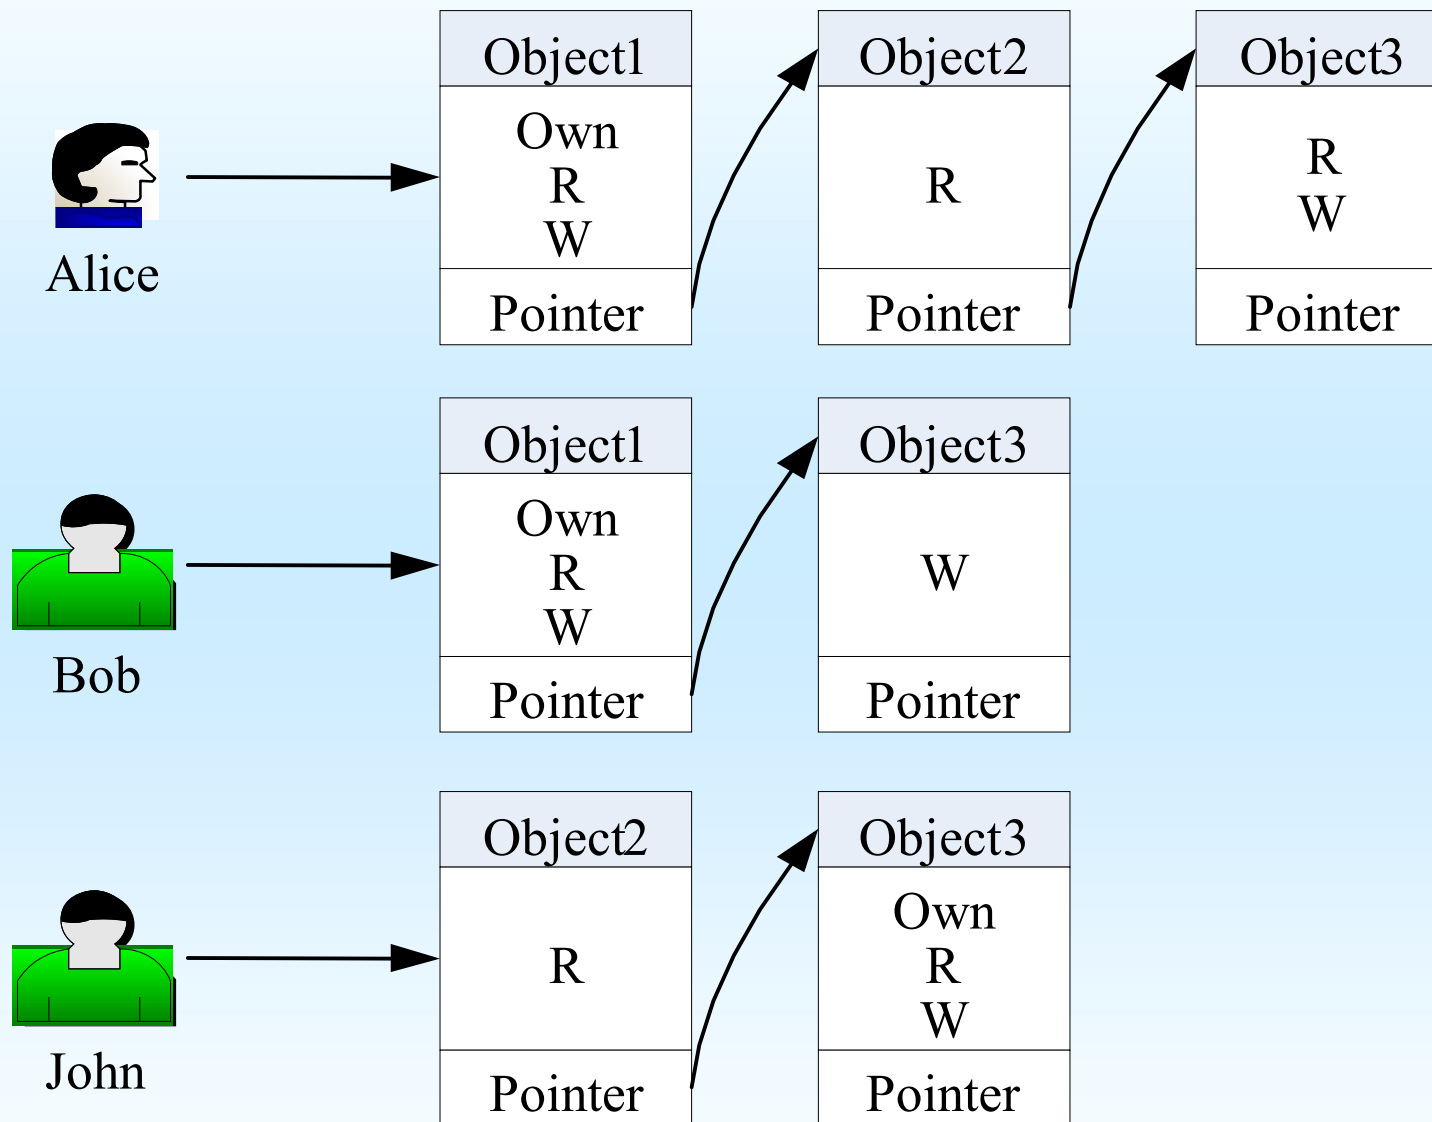 Object1
Own
R
W
Pointer
Object2
R
Pointer
Object3
R
W
Pointer
Alice
Object1
Own
R
W
Pointer
Object3
W
Pointer
Bob
Object2
R
Pointer
Object3
Own
R
W
Pointer
John